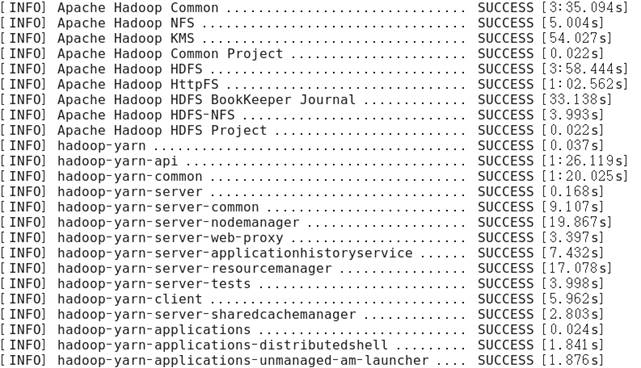 [INFO] Apache Hadoop Common .............................. SUCCESS [3:35.094s]
[INFO] Apache Hadoop NFS ................................. SUCCESS [5.004s]
[INFO] Apache Hadoop KMS ................................. SUCCESS [54.027s]
[INFO] Apache Hadoop Common Project ...................... SUCCESS [0.022s]
[INFO] Apache Hadoop HDFS ................................ SUCCESS [3:58.444s]
[INFO] Apache Hadoop HttpFS .............................. SUCCESS [1:02.562s]
[INFO] Apache Hadoop HDFS BookKeeper Journal ............. SUCCESS [33.138s]
[INFO] Apache Hadoop HDFS-NFS ............................ SUCCESS [3.993s]
[INFO] Apache Hadoop HDFS Project ........................ SUCCESS [0.022s]
[INFO] hadoop-yarn ....................................... SUCCESS [0.037s]
[INFO] hadoop-yarn-api ................................... SUCCESS [1:26.119s]
[INFO] hadoop-yarn-common ................................ SUCCESS [1:20.025s]
[INFO] hadoop-yarn-server ................................ SUCCESS [0.168s]
[INFO] hadoop-yarn-server-common ......................... SUCCESS [9.107s]
[INFO] hadoop-yarn-server-nodemanager .................... SUCCESS [19.867s]
[INFO] hadoop-yarn-server-web-proxy ...................... SUCCESS [3.397s]
[INFO] hadoop-yarn-server-applicationhistoryservice ...... SUCCESS [7.432s]
[INFO] hadoop-yarn-server-resourcemanager ................ SUCCESS [17.078s]
[INFO] hadoop-yarn-server-tests .......................... SUCCESS [3.998s]
[INFO] hadoop-yarn-client ................................ SUCCESS [5.962s]
[INFO] hadoop-yarn-server-sharedcachemanager ............. SUCCESS [2.803s]
[INFO] hadoop-yarn-applications .......................... SUCCESS [0.024s]
[INFO] hadoop-yarn-applications-distributedshell ......... SUCCESS [1.841s]
[INFO] hadoop-yarn-applications-unmanaged-am-launcher .... SUCCESS [1.876s]